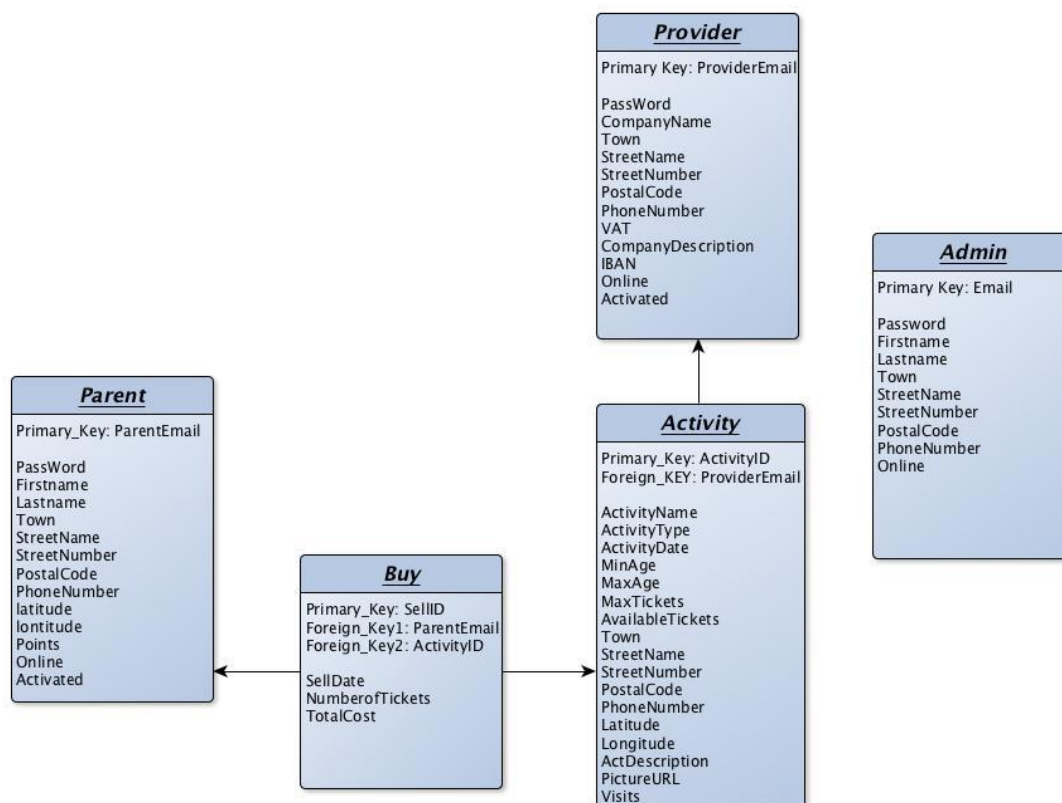 Provider
Primary Key: ProviderEmail
PassWord
CompanyName
Town
StreetName
StreetNumber
PostalCode
PhoneNumber
VAT
CompanyDescription
IBAN
Online
Activated
Admin
Primary Key: Email
Password
Firstname
Lastname
Town
StreetName
StreetNumber
PostalCode
PhoneNumber
Online
Parent
Primary_Key: ParentEmail
PassWord
Firstname
Lastname
Town
StreetName
StreetNumber
PostalCode
PhoneNumber
latitude
lontitude
Points
Online
Activated
Buy
Primary_Key: SellID
Foreign_Key1: ParentEmail
Foreign_Key2: ActivityID
SellDate
NumberofTickets
TotalCost
Activity
Primary_Key: ActivityID
Foreign_KEY: ProviderEmail
ActivityName
ActivityType
ActivityDate
MinAge
MaxAge
MaxTickets
AvailableTickets
Town
StreetName
StreetNumber
PostalCode
PhoneNumber
Latitude
Longitude
ActDescription
PictureURL
Visits